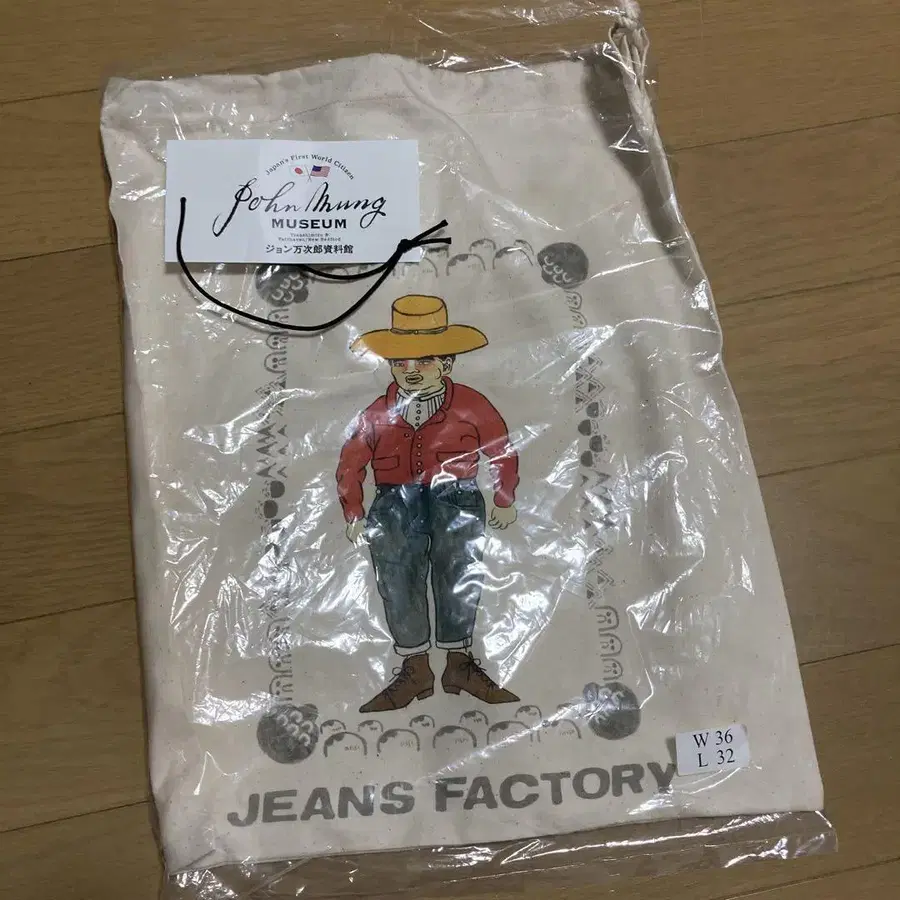 Japan's First World Citizen
John Mung
MUSEUM
Tosashimizu &
Fairhaven/New Bedford
ジョン万次郎資料館
JEANS FACTORY
W 36
L 32